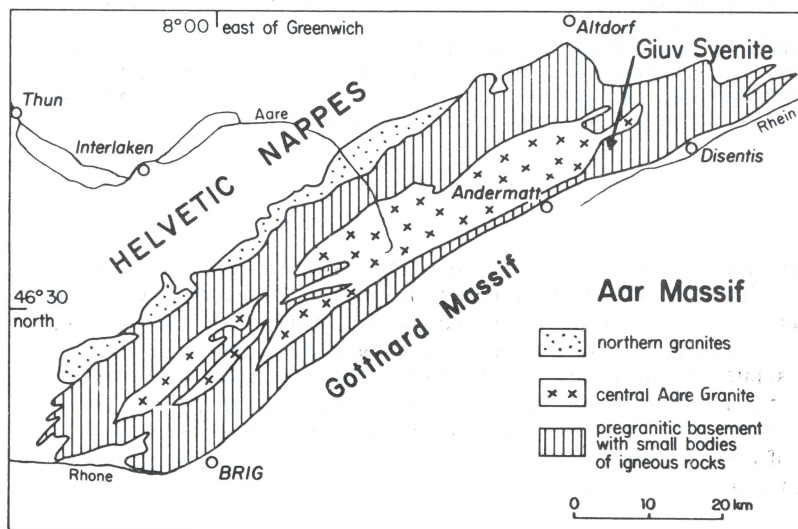 8°00 east of Greenwich
Altdorf
Giuv Syenite
Thun
Aare
Interlaken
HELVETIC NAPPES
Rhein
Disentis
Andermatt
46°30
north
Gotthard Massif
Aar Massif
northern granites
central Aare Granite
pregranitic basement
with small bodies
of igneous rocks
Rhone
BRIG
0 10 20 km